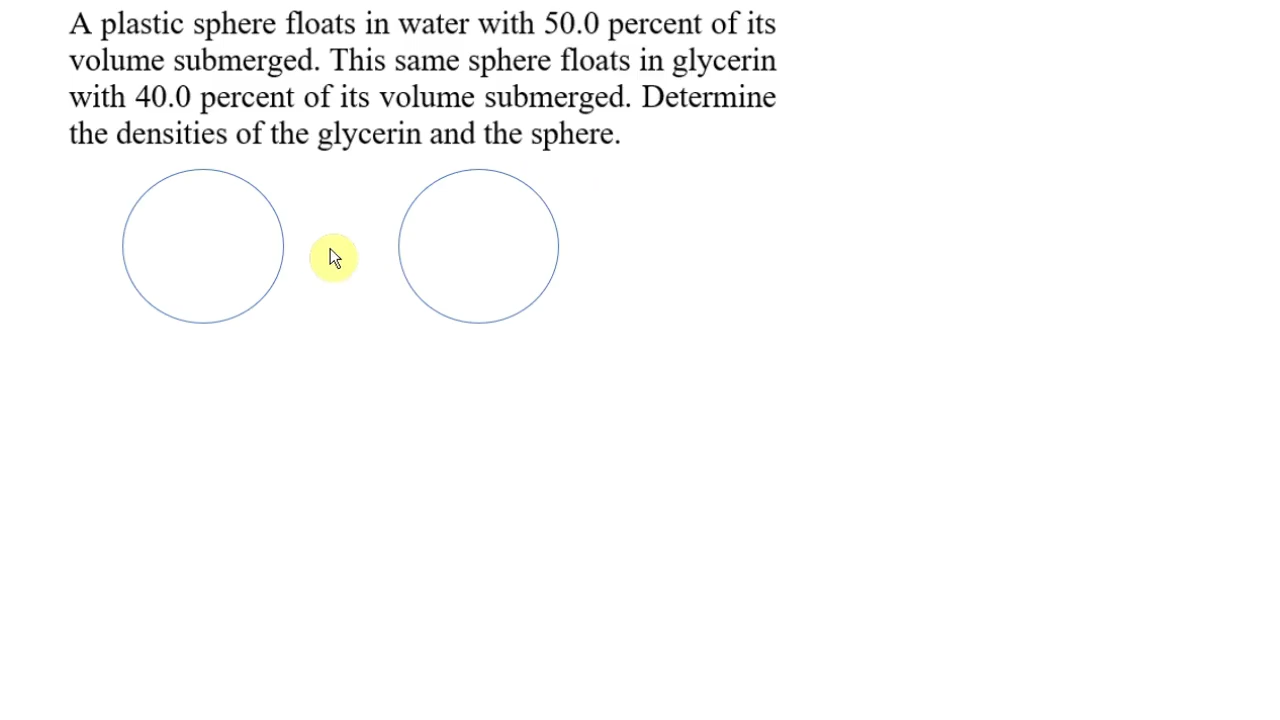 A plastic sphere floats in water with 50.0 percent of its
volume submerged. This same sphere floats in glycerin
with 40.0 percent of its volume submerged. Determine
the densities of the glycerin and the sphere.